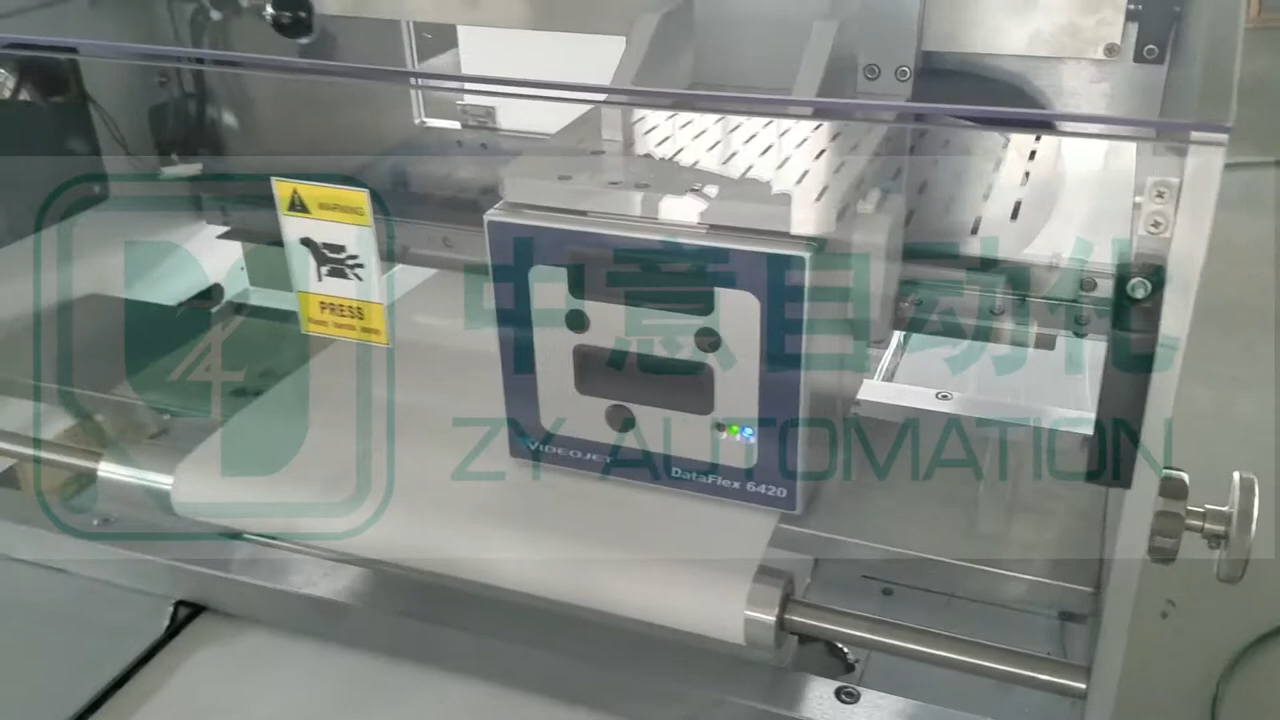 WARNING
PRESS
中意自动化
ZY AUTOMATION
VIDEOJET
DataFlex 6420